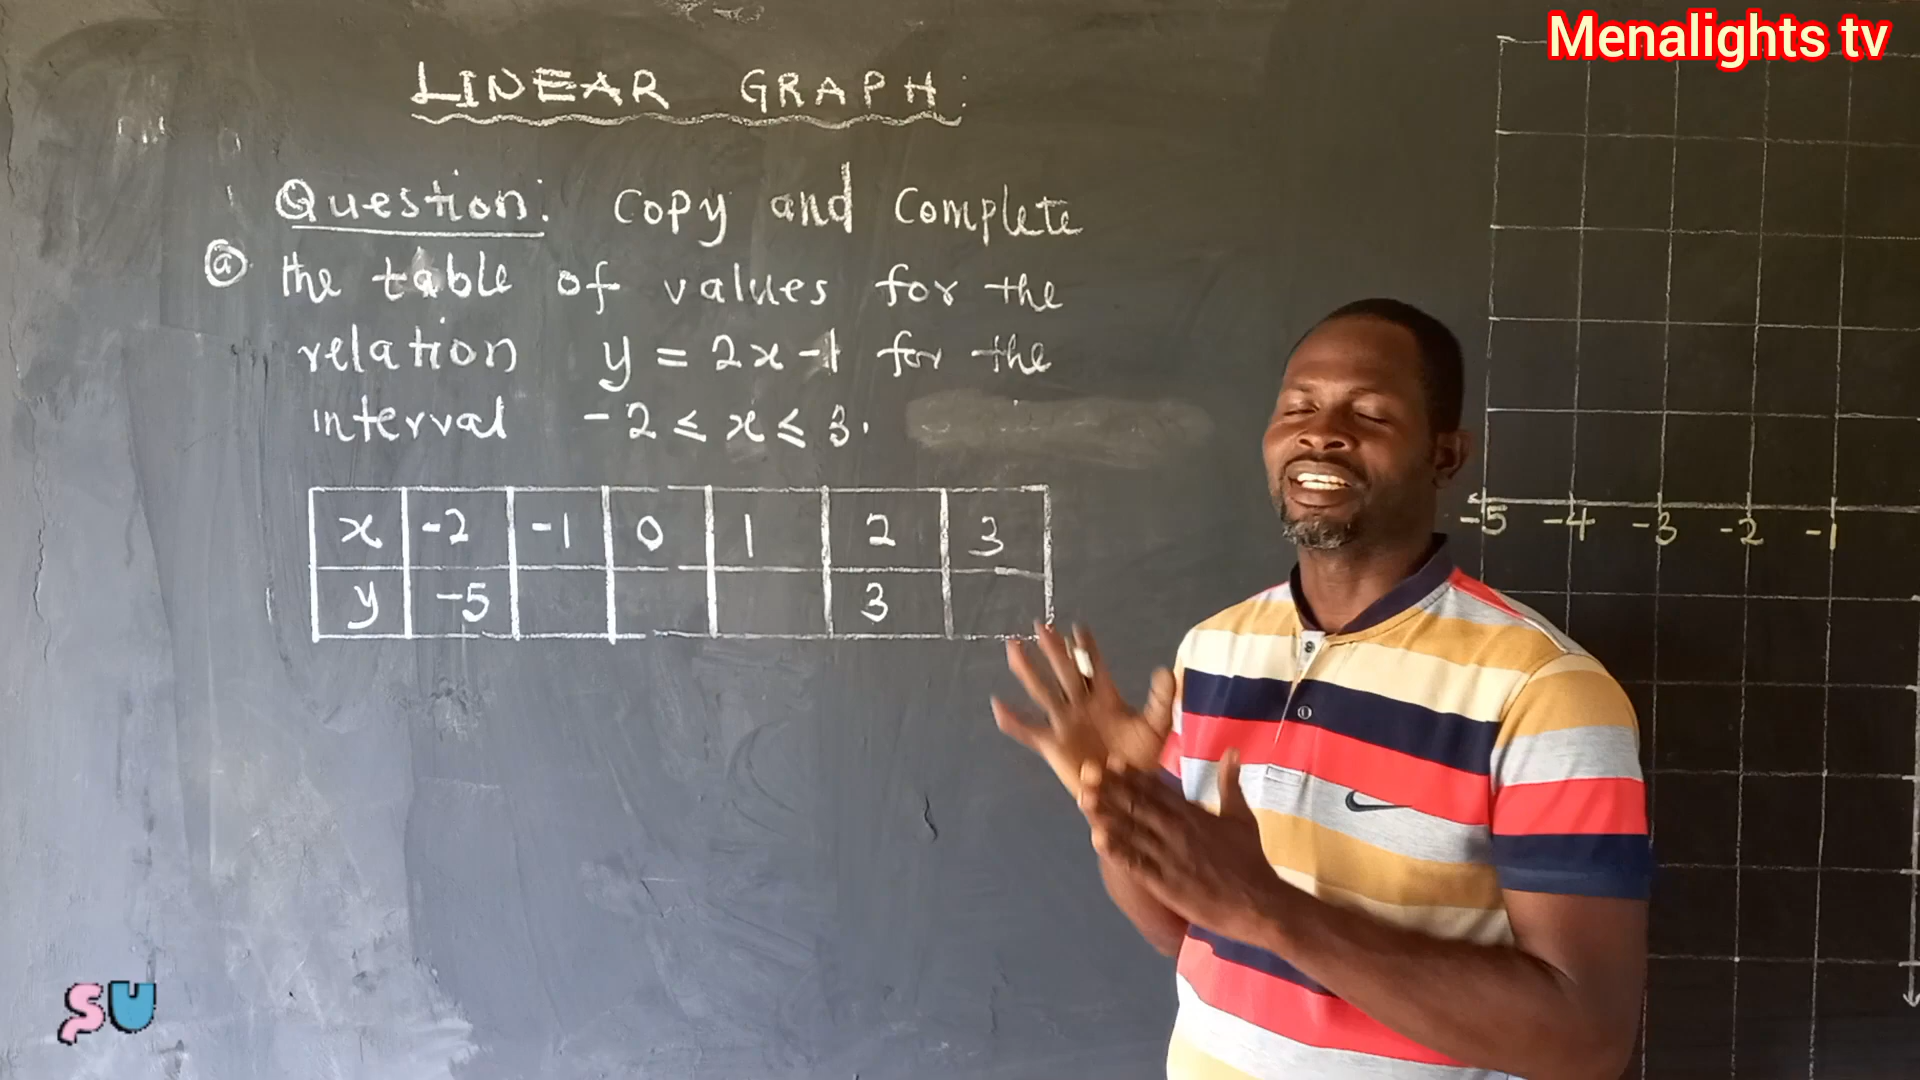 Menalights tv
LINEAR GRAPH:
Question: Copy and Complete
(a) the table of values for the
relation y = 2x-1 for the
interval -2 ≤ x ≤ 3.
x -2 -1 0 1 2 3
y -5 3
-5 -4 -3 -2 -1
SU